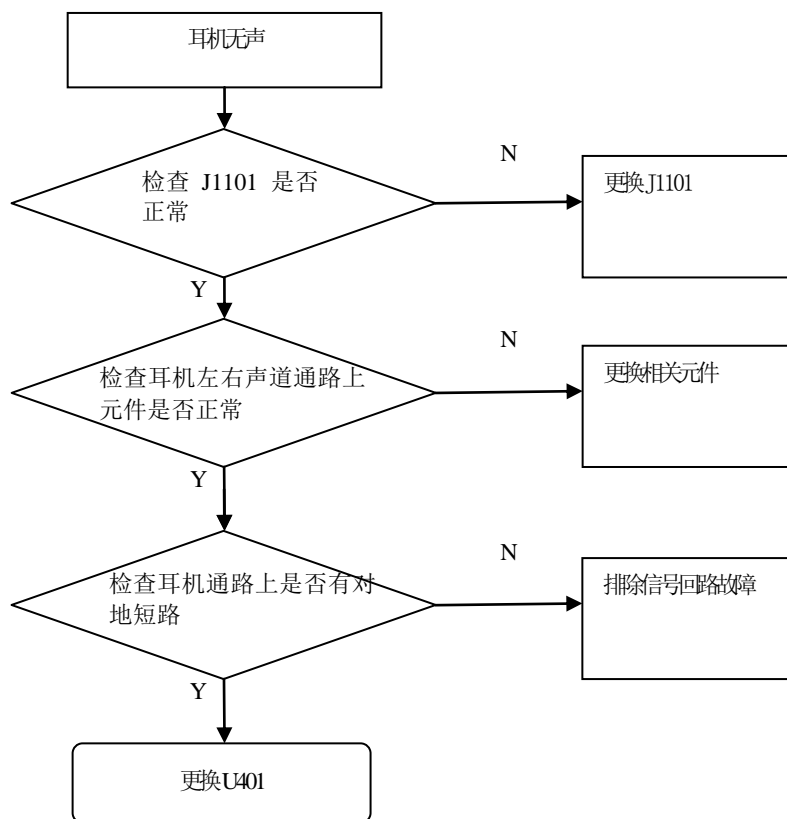 耳机无声
N
检查 J1101 是否
正常
更换J1101
Y
N
检查耳机左右声道通路上
元件是否正常
更换相关元件
Y
N
检查耳机通路上是否有对
地短路
排除信号回路故障
Y
更换U401